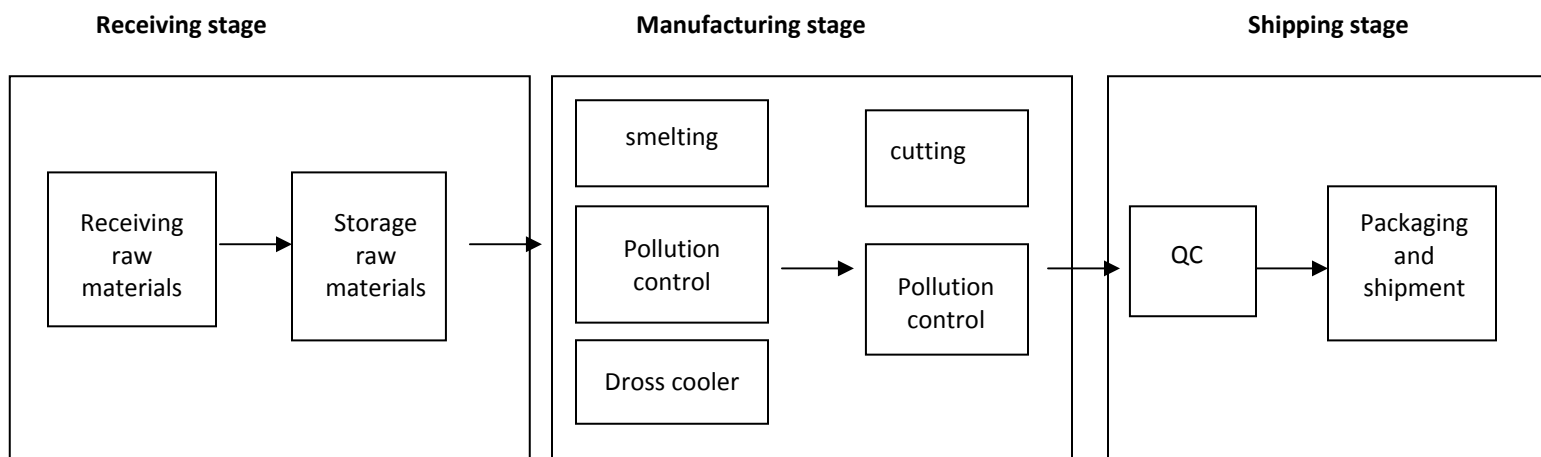 Receiving stage
Manufacturing stage
Shipping stage
Receiving
raw
materials
Storage
raw
materials
smelting
Pollution
control
Dross cooler
cutting
Pollution
control
QC
Packaging
and
shipment